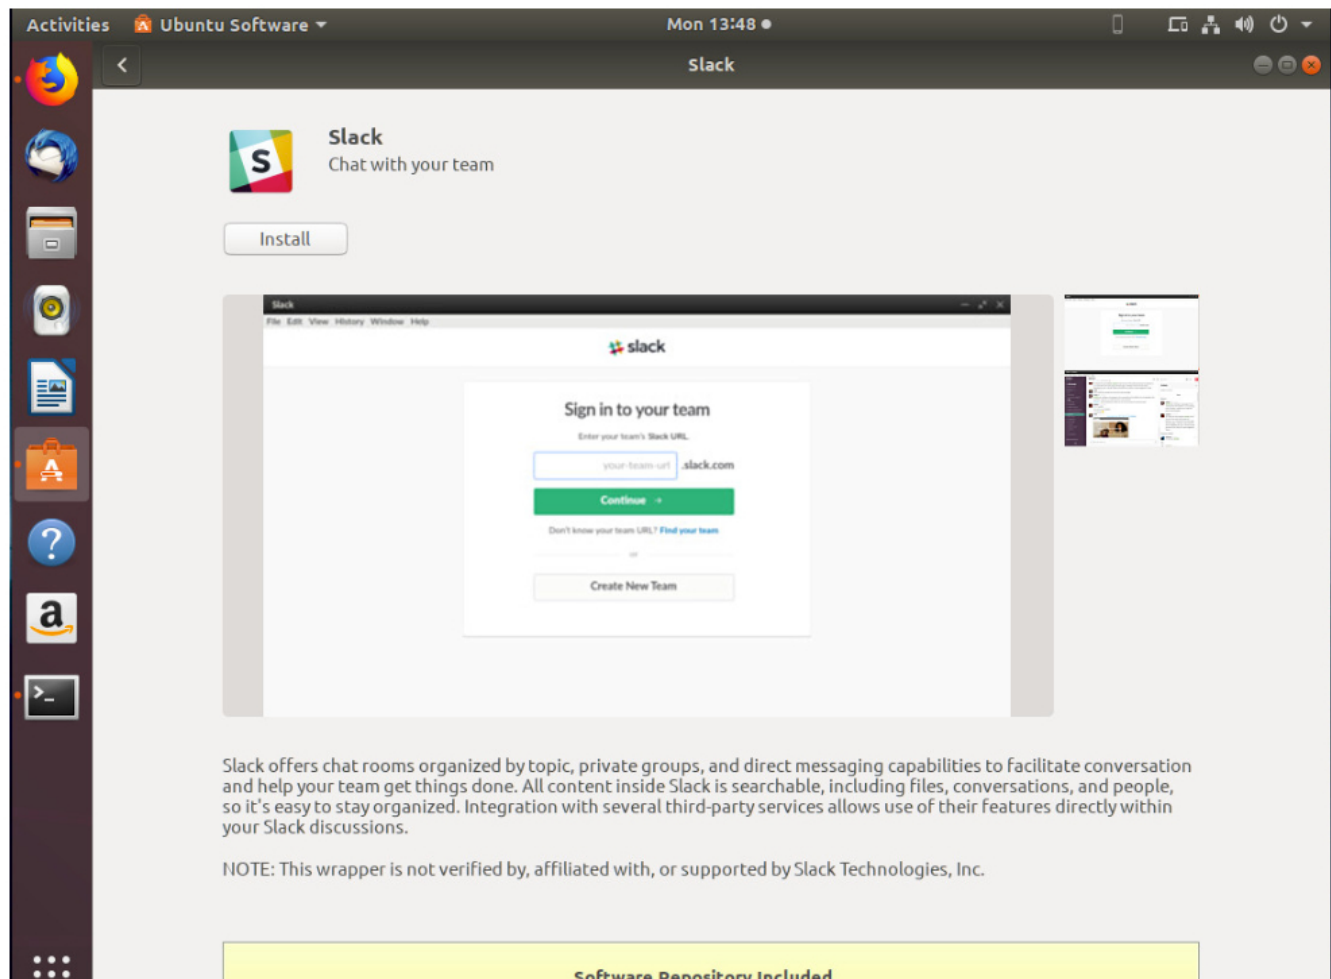 Activities
Ubuntu Software
Mon 13:48
Slack
Slack
S
Chat with your team
Install
Slack
File Edit View History Window Help
slack
Sign in to your team
Enter your team's Slack URL.
your-team-url .slack.com
Continue →
Don't know your team URL? Find your team
or
Create New Team
a
>_
?
Slack offers chat rooms organized by topic, private groups, and direct messaging capabilities to facilitate conversation
and help your team get things done. All content inside Slack is searchable, including files, conversations, and people,
so it's easy to stay organized. Integration with several third-party services allows use of their features directly within
your Slack discussions.
NOTE: This wrapper is not verified by, affiliated with, or supported by Slack Technologies, Inc.
Software Repository Included